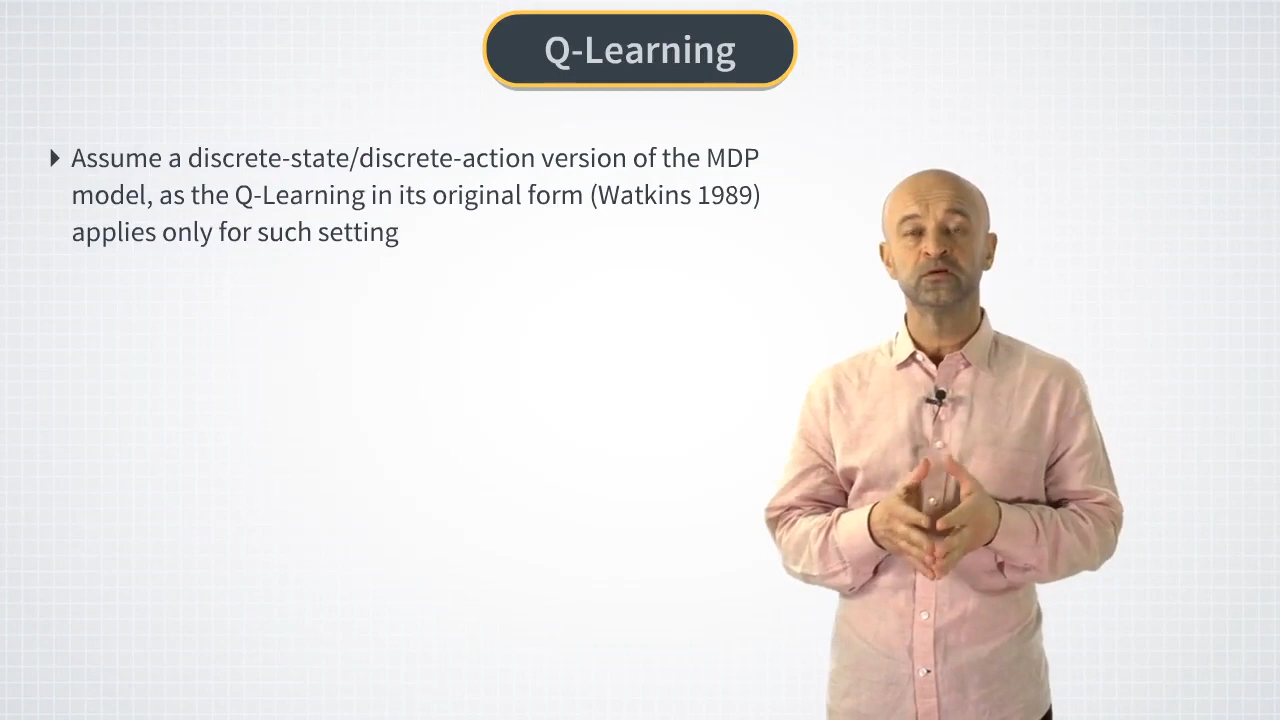 Q-Learning
Assume a discrete-state/discrete-action version of the MDP
model, as the Q-Learning in its original form (Watkins 1989)
applies only for such setting